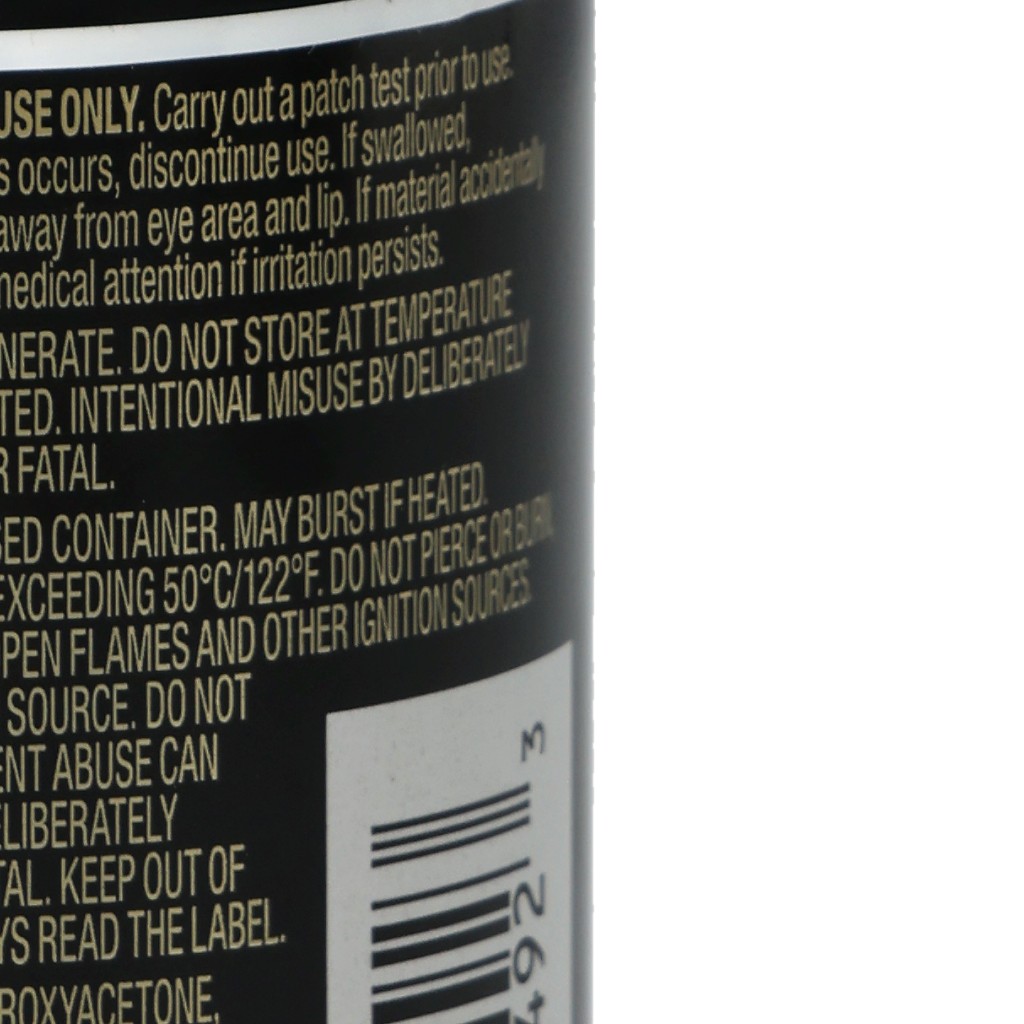 USE ONLY. Carry out a patch test prior to use.
s occurs, discontinue use. If swallowed,
away from eye area and lip. If material accidentally
medical attention if irritation persists.
NERATE. DO NOT STORE AT TEMPERATURE
TED. INTENTIONAL MISUSE BY DELIBERATELY
R FATAL.
SED CONTAINER. MAY BURST IF HEATED.
EXCEEDING 50°C/122°F. DO NOT PIERCE OR BURN,
PEN FLAMES AND OTHER IGNITION SOURCES.
SOURCE. DO NOT
ENT ABUSE CAN
ELIBERATELY
TAL. KEEP OUT OF
YS READ THE LABEL.
ROXYACETONE,
492 3